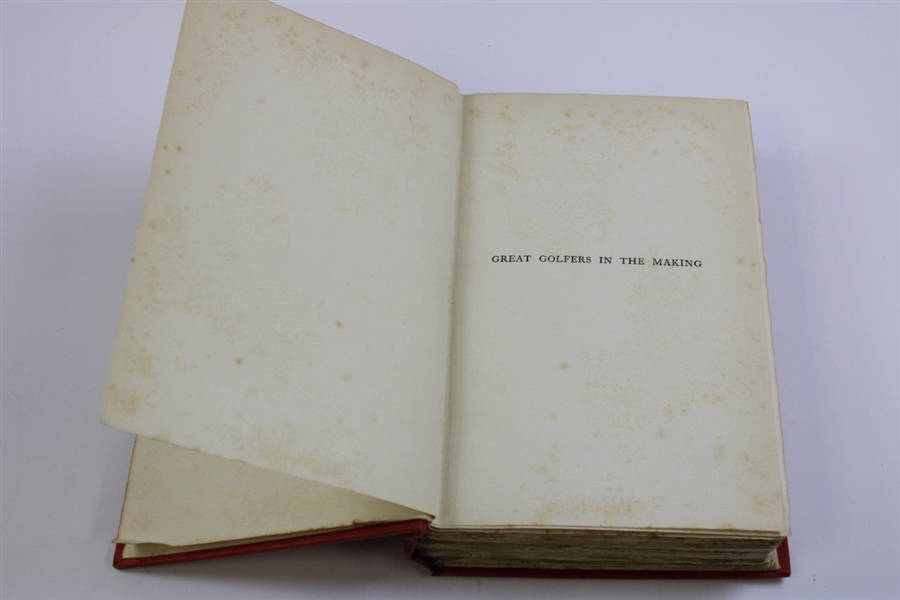 GREAT GOLFERS IN THE MAKING